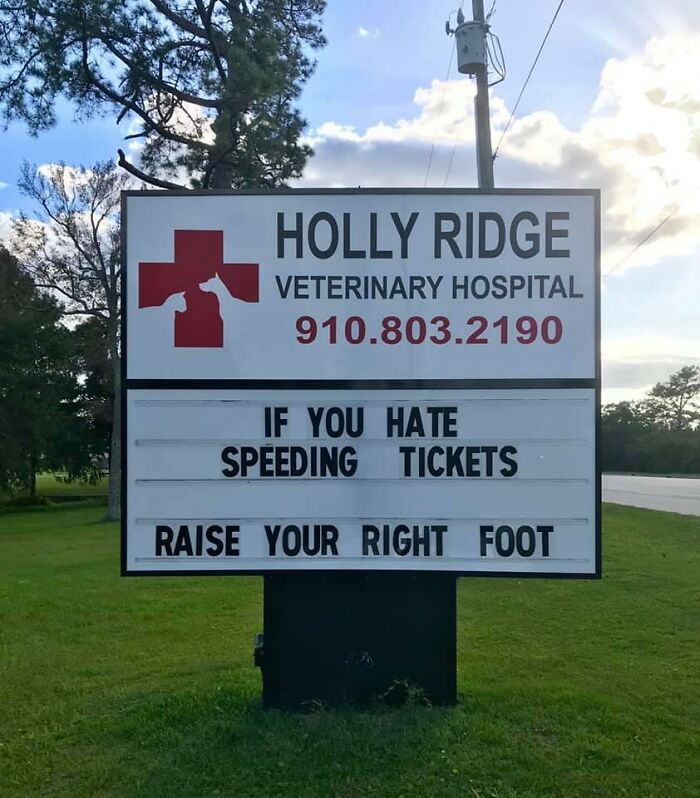 HOLLY RIDGE
VETERINARY HOSPITAL
910.803.2190
IF YOU HATE
SPEEDING TICKETS
RAISE YOUR RIGHT FOOT